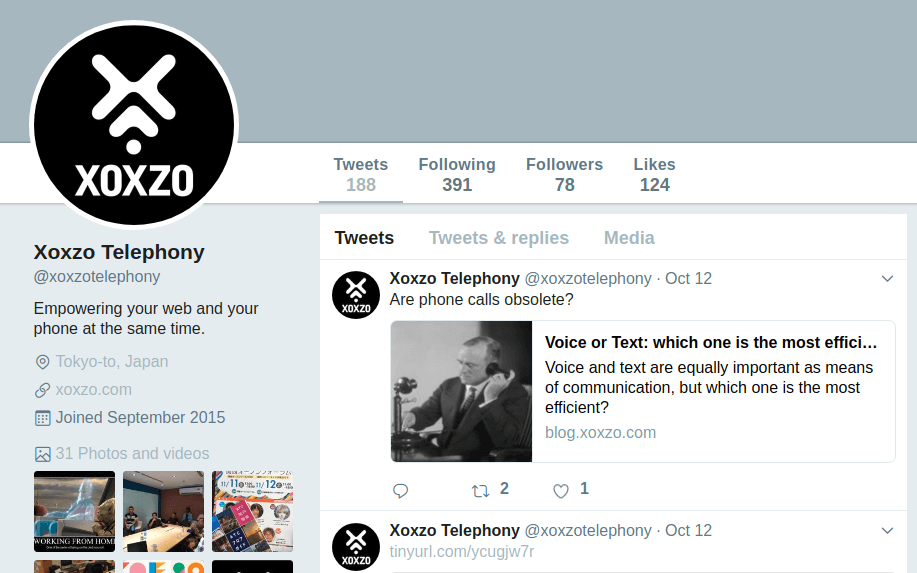 XOXZO
Tweets
188
Following
391
Followers
78
Likes
124
Xoxzo Telephony
@xoxzotelephony
Empowering your web and your
phone at the same time.
Tokyo-to, Japan
xoxzo.com
Joined September 2015
31 Photos and videos
WORKING FROM HOME
11/11 11/12
Tweets Tweets & replies Media
XOXZO
Xoxzo Telephony @xoxzotelephony · Oct 12
Are phone calls obsolete?
Voice or Text: which one is the most effici…
Voice and text are equally important as means
of communication, but which one is the most
efficient?
blog.xoxzo.com
2 1
XOXZO
Xoxzo Telephony @xoxzotelephony · Oct 12
tinyurl.com/ycugjw7r